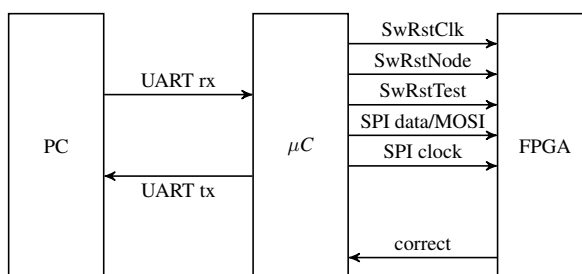 SwRstClk
SwRstNode
UART rx
SwRstTest
SPI data/MOSI
PC
μC
SPI clock
FPGA
UART tx
correct